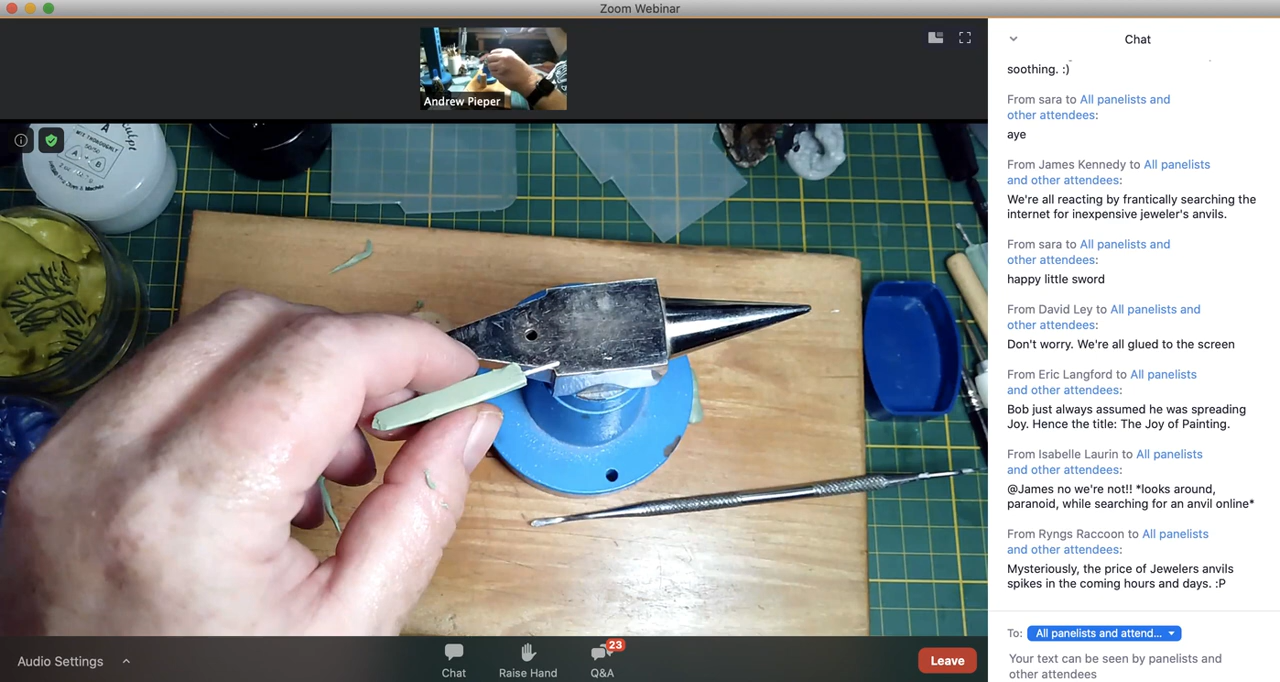 Zoom Webinar
Andrew Pieper
A
MIX THOROUGHLY
A
B
Chat
soothing. :)
From sara to All panelists and
other attendees:
aye
From James Kennedy to All panelists
and other attendees:
We're all reacting by frantically searching the
internet for inexpensive jeweler's anvils.
From sara to All panelists and
other attendees:
happy little sword
From David Ley to All panelists and
other attendees:
Don't worry. We're all glued to the screen
From Eric Langford to All panelists
and other attendees:
Bob just always assumed he was spreading
Joy. Hence the title: The Joy of Painting.
From Isabelle Laurin to All panelists
and other attendees:
@James no we're not!! *looks around,
paranoid, while searching for an anvil online*
From Ryngs Raccoon to All panelists
and other attendees:
Mysteriously, the price of Jewelers anvils
spikes in the coming hours and days. :P
To: All panelists and attend...
Your text can be seen by panelists and
other attendees
Audio Settings
Chat
Raise Hand
23
Q&A
Leave